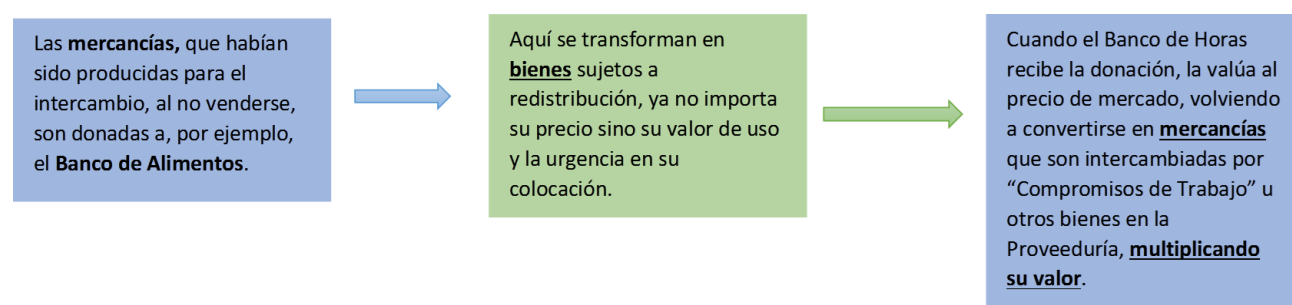 Las mercancías, que habían
sido producidas para el
intercambio, al no venderse,
son donadas a, por ejemplo,
el Banco de Alimentos.
Aquí se transforman en
bienes sujetos a
redistribución, ya no importa
su precio sino su valor de uso
y la urgencia en su
colocación.
Cuando el Banco de Horas
recibe la donación, la valúa al
precio de mercado, volviendo
a convertirse en mercancías
que son intercambiadas por
“Compromisos de Trabajo” u
otros bienes en la
Proveeduría, multiplicando
su valor.